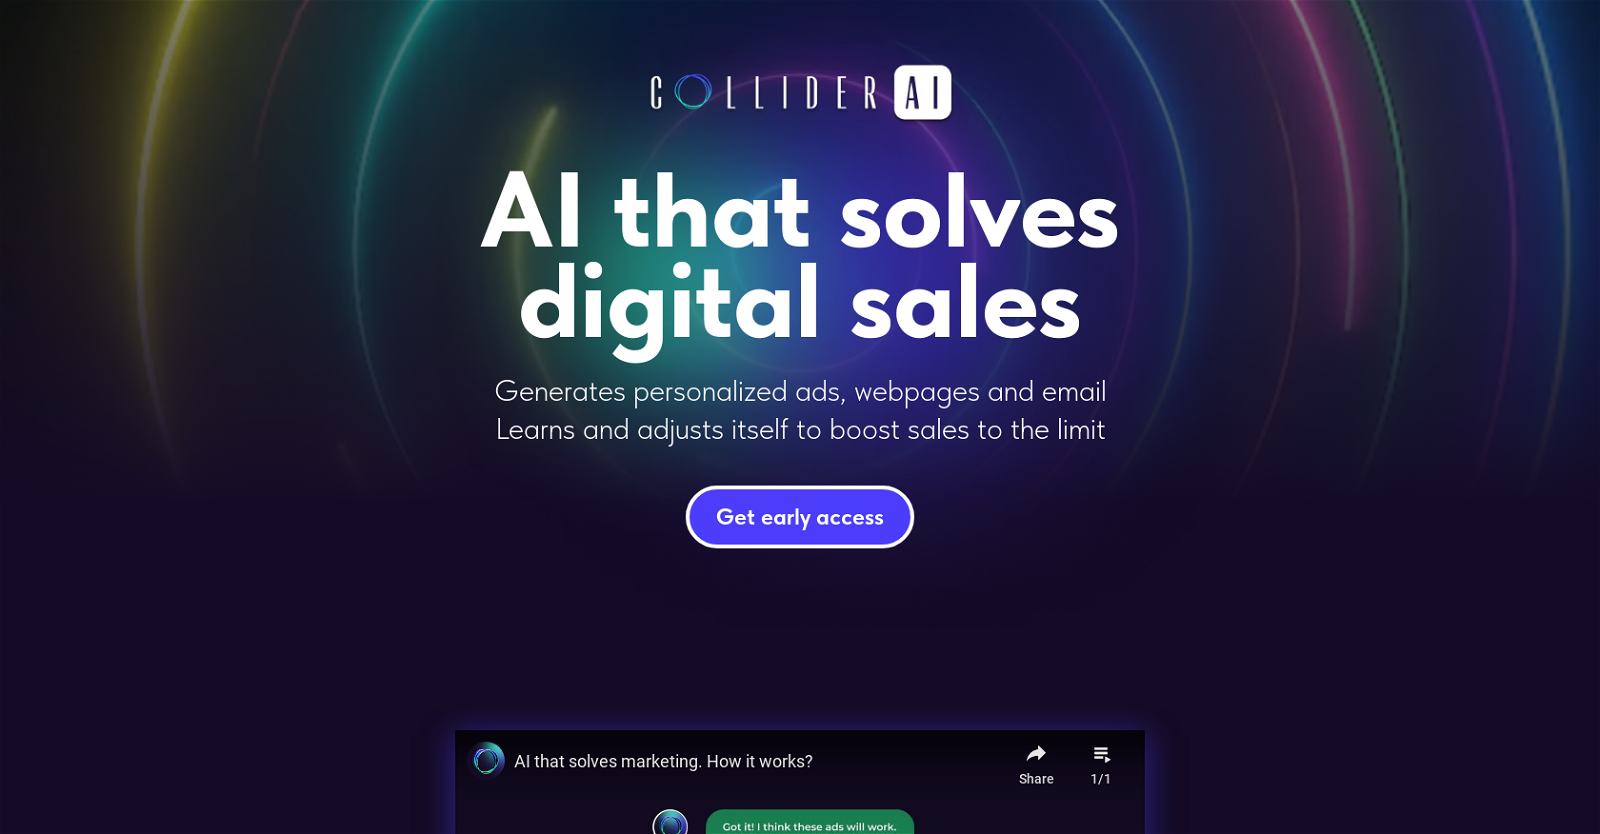 COLLIDER AI
AI that solves
digital sales
Generates personalized ads, webpages and email
Learns and adjusts itself to boost sales to the limit
Get early access
AI that solves marketing. How it works?
Share
1/1
Got it! I think these ads will work.